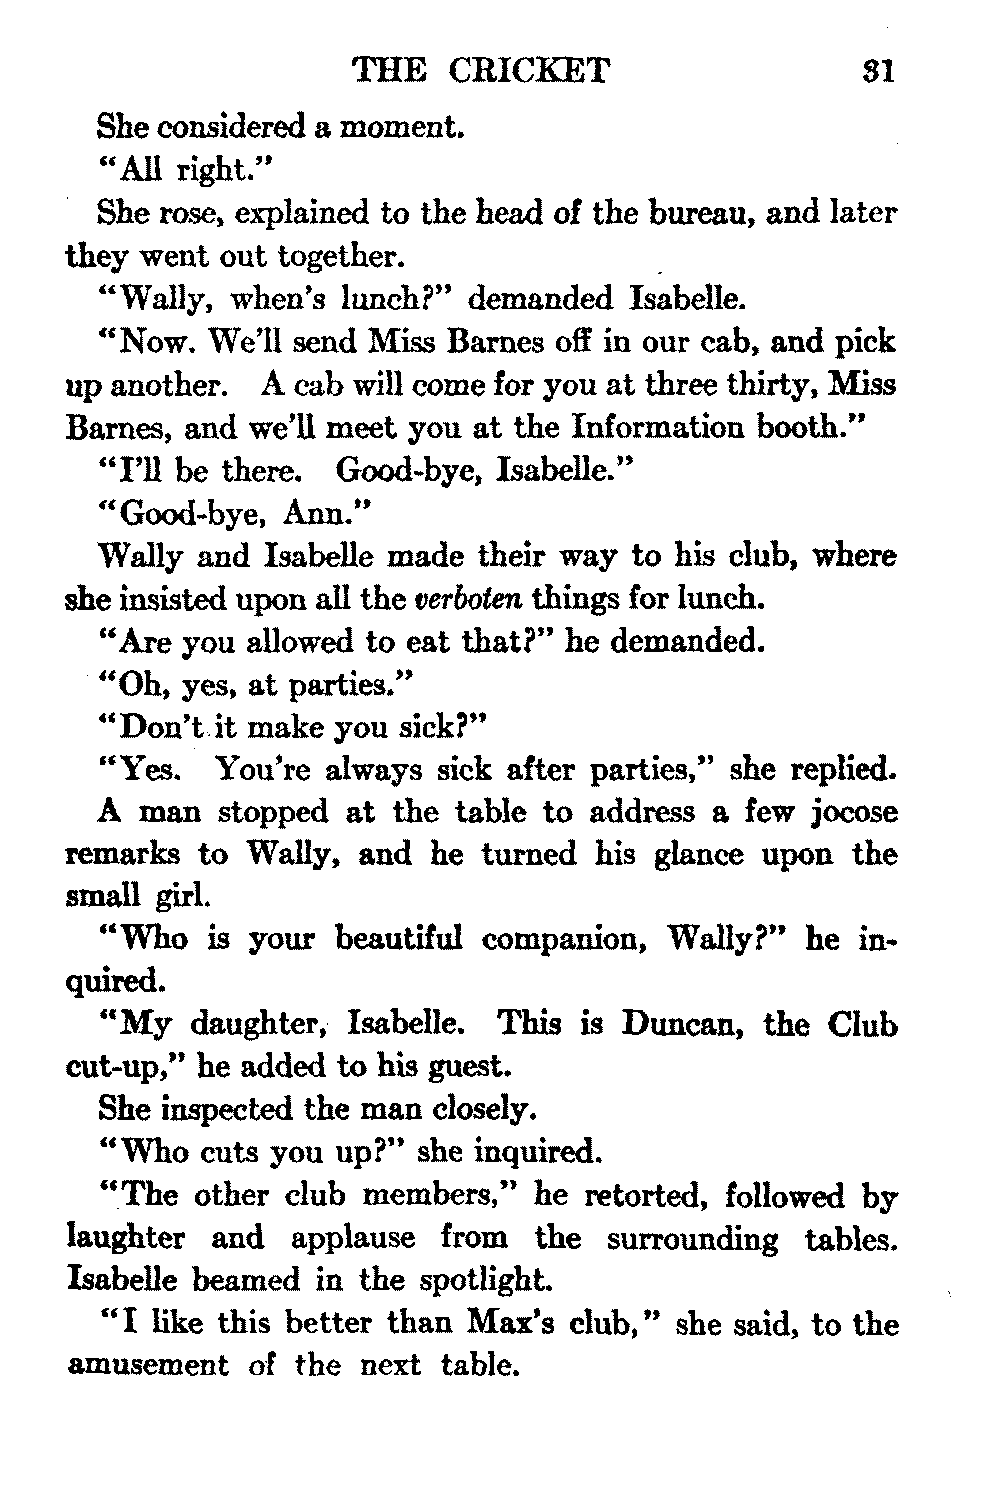 THE CRICKET 31
She considered a moment.
“All right.”
She rose, explained to the head of the bureau, and later
they went out together.
“Wally, when’s lunch?” demanded Isabelle.
“Now. We’ll send Miss Barnes off in our cab, and pick
up another. A cab will come for you at three thirty, Miss
Barnes, and we’ll meet you at the Information booth.”
“I’ll be there. Good-bye, Isabelle.”
“Good-bye, Ann.”
Wally and Isabelle made their way to his club, where
she insisted upon all the verboten things for lunch.
“Are you allowed to eat that?” he demanded.
“Oh, yes, at parties.”
“Don’t it make you sick?”
“Yes. You’re always sick after parties,” she replied.
A man stopped at the table to address a few jocose
remarks to Wally, and he turned his glance upon the
small girl.
“Who is your beautiful companion, Wally?” he in-
quired.
“My daughter, Isabelle. This is Duncan, the Club
cut-up,” he added to his guest.
She inspected the man closely.
“Who cuts you up?” she inquired.
“The other club members,” he retorted, followed by
laughter and applause from the surrounding tables.
Isabelle beamed in the spotlight.
“I like this better than Max’s club,” she said, to the
amusement of the next table.